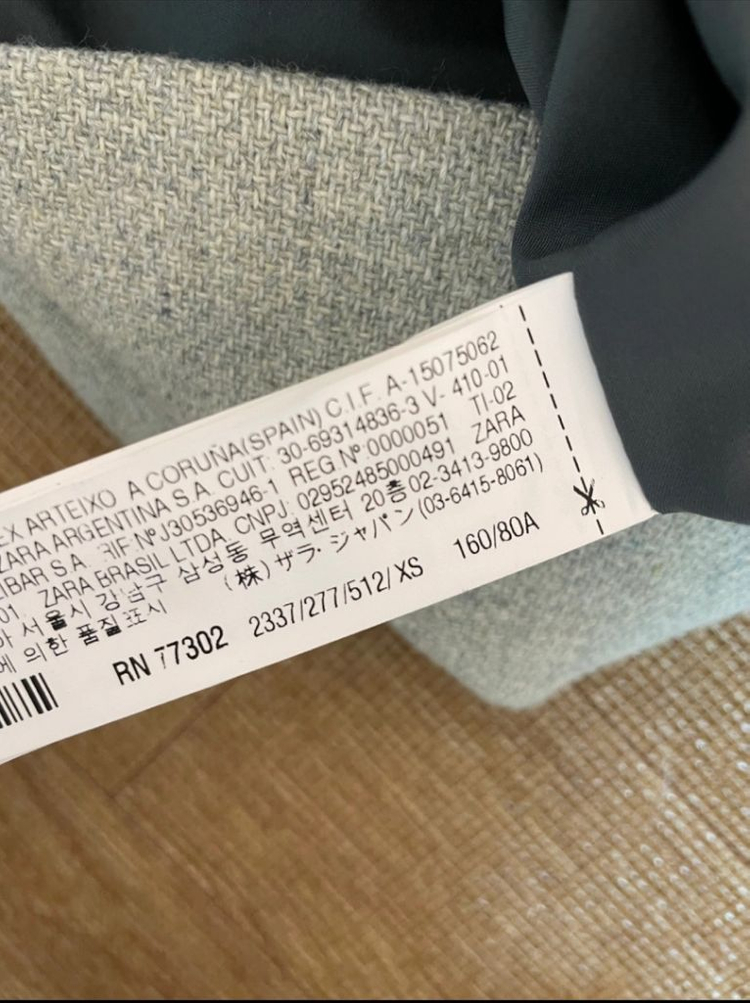 EX ARTEIXO A CORUÑA(SPAIN) C.I.F. A-15075062
ZARA ARGENTINA S.A. CUIT: 30-69314836-3 V- 410-01
IBAR S.A. RIF.Nº J30536946-1 REG.Nº:0000051 TI-02
01 ZARA BRASIL LTDA. CNPJ: 02952485000491 ZARA
서울시 강남구 삼성동 무역센터 20층 02-3413-9800
에 의한 품질표시 (株)ザラ・ジャパン(03-6415-8061)
RN 77302 2337/277/512/ XS 160/80A